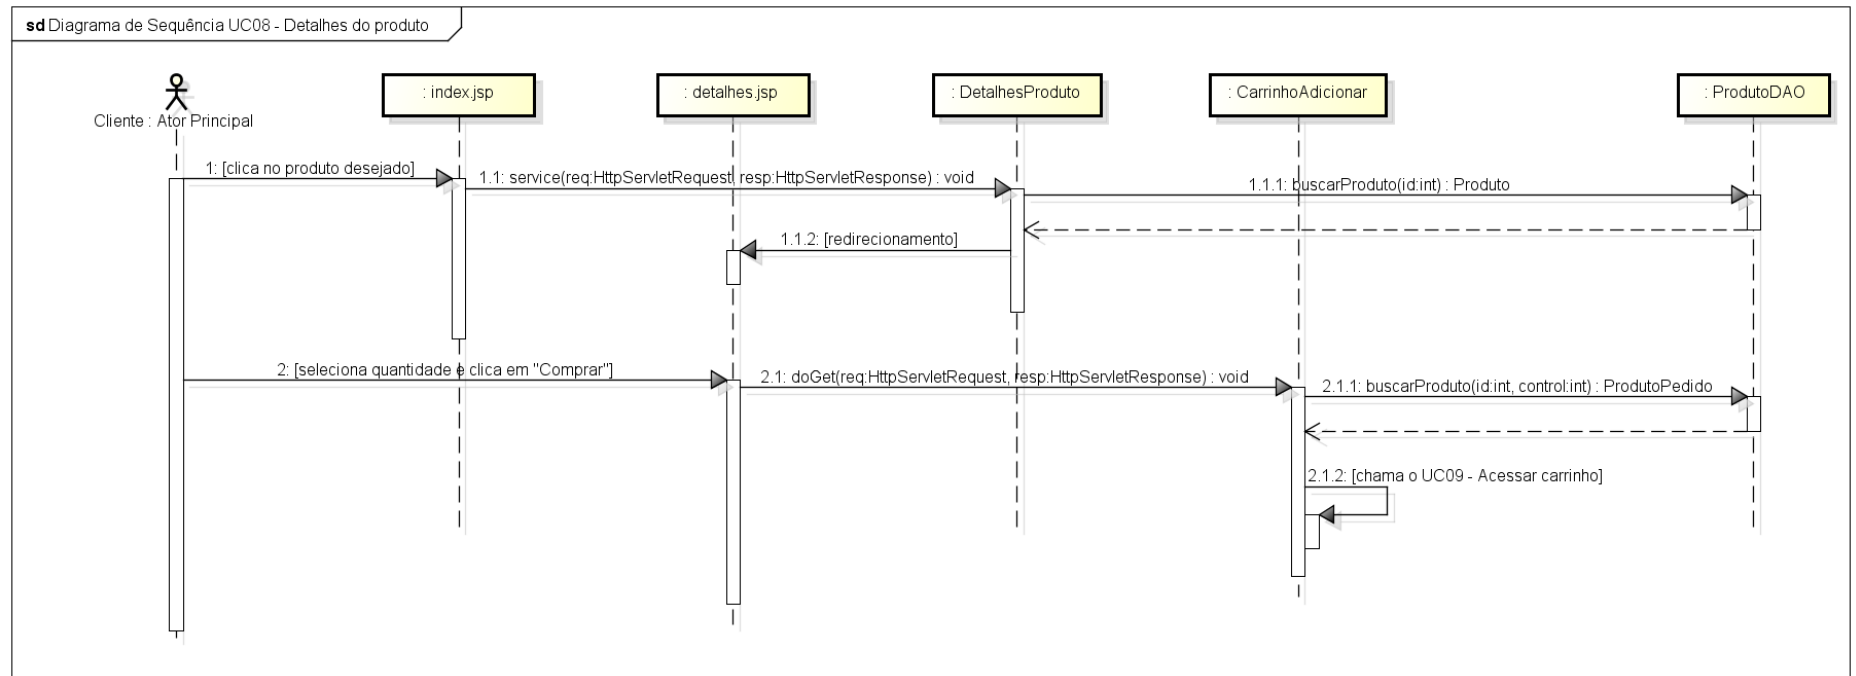 sd Diagrama de Sequência UC08 - Detalhes do produto
Cliente : Ator Principal
: index.jsp
: detalhes.jsp
: DetalhesProduto
: CarrinhoAdicionar
: ProdutoDAO
1: [clica no produto desejado]
1.1: service(req:HttpServletRequest, resp:HttpServletResponse) : void
1.1.1: buscarProduto(id:int) : Produto
1.1.2: [redirecionamento]
2: [seleciona quantidade e clica em "Comprar"]
2.1: doGet(req:HttpServletRequest, resp:HttpServletResponse) : void
2.1.1: buscarProduto(id:int, control:int) : ProdutoPedido
2.1.2: [chama o UC09 - Acessar carrinho]